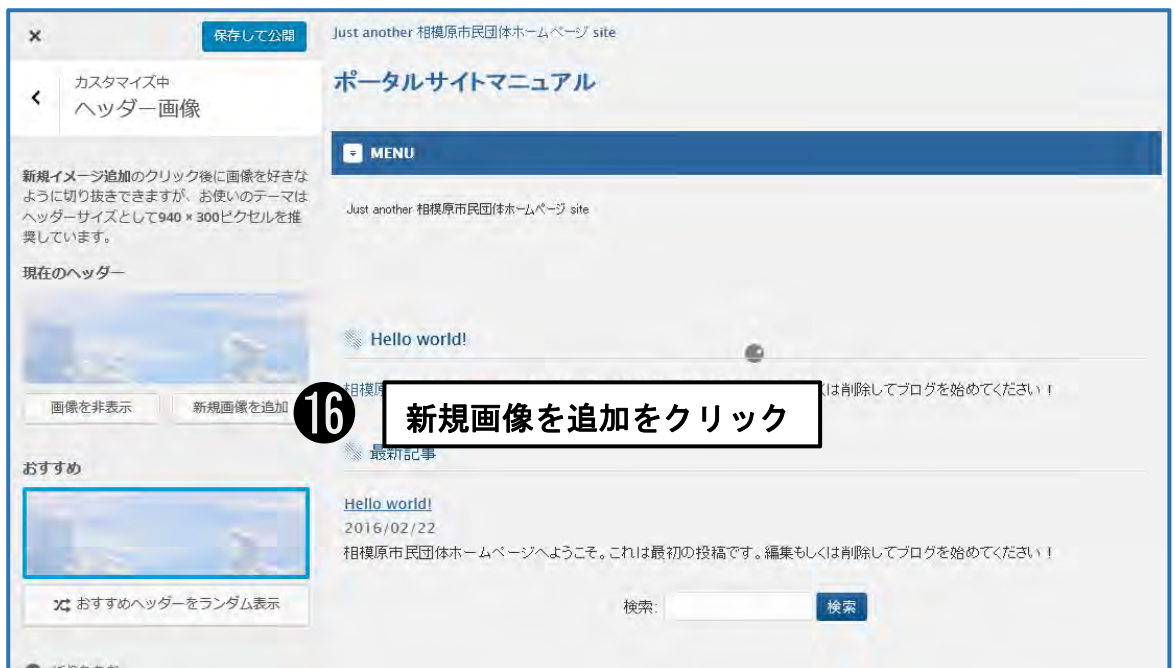 ×
保存して公開
カスタマイズ中
ヘッダー画像
新規イメージ追加のクリック後に画像を好きな
ように切り抜きできますが、お使いのテーマは
ヘッダーサイズとして940 × 300ピクセルを推
奨しています。
現在のヘッダー
画像を非表示
新規画像を追加
おすすめ
おすすめヘッダーをランダム表示
Just another 相模原市民団体ホームページ site
ポータルサイトマニュアル
MENU
Just another 相模原市民団体ホームページ site
Hello world!
相模原
くは削除してブログを始めてください！
⓰
新規画像を追加をクリック
最新記事
Hello world!
2016/02/22
相模原市民団体ホームページへようこそ。これは最初の投稿です。編集もしくは削除してブログを始めてください！
検索:
検索